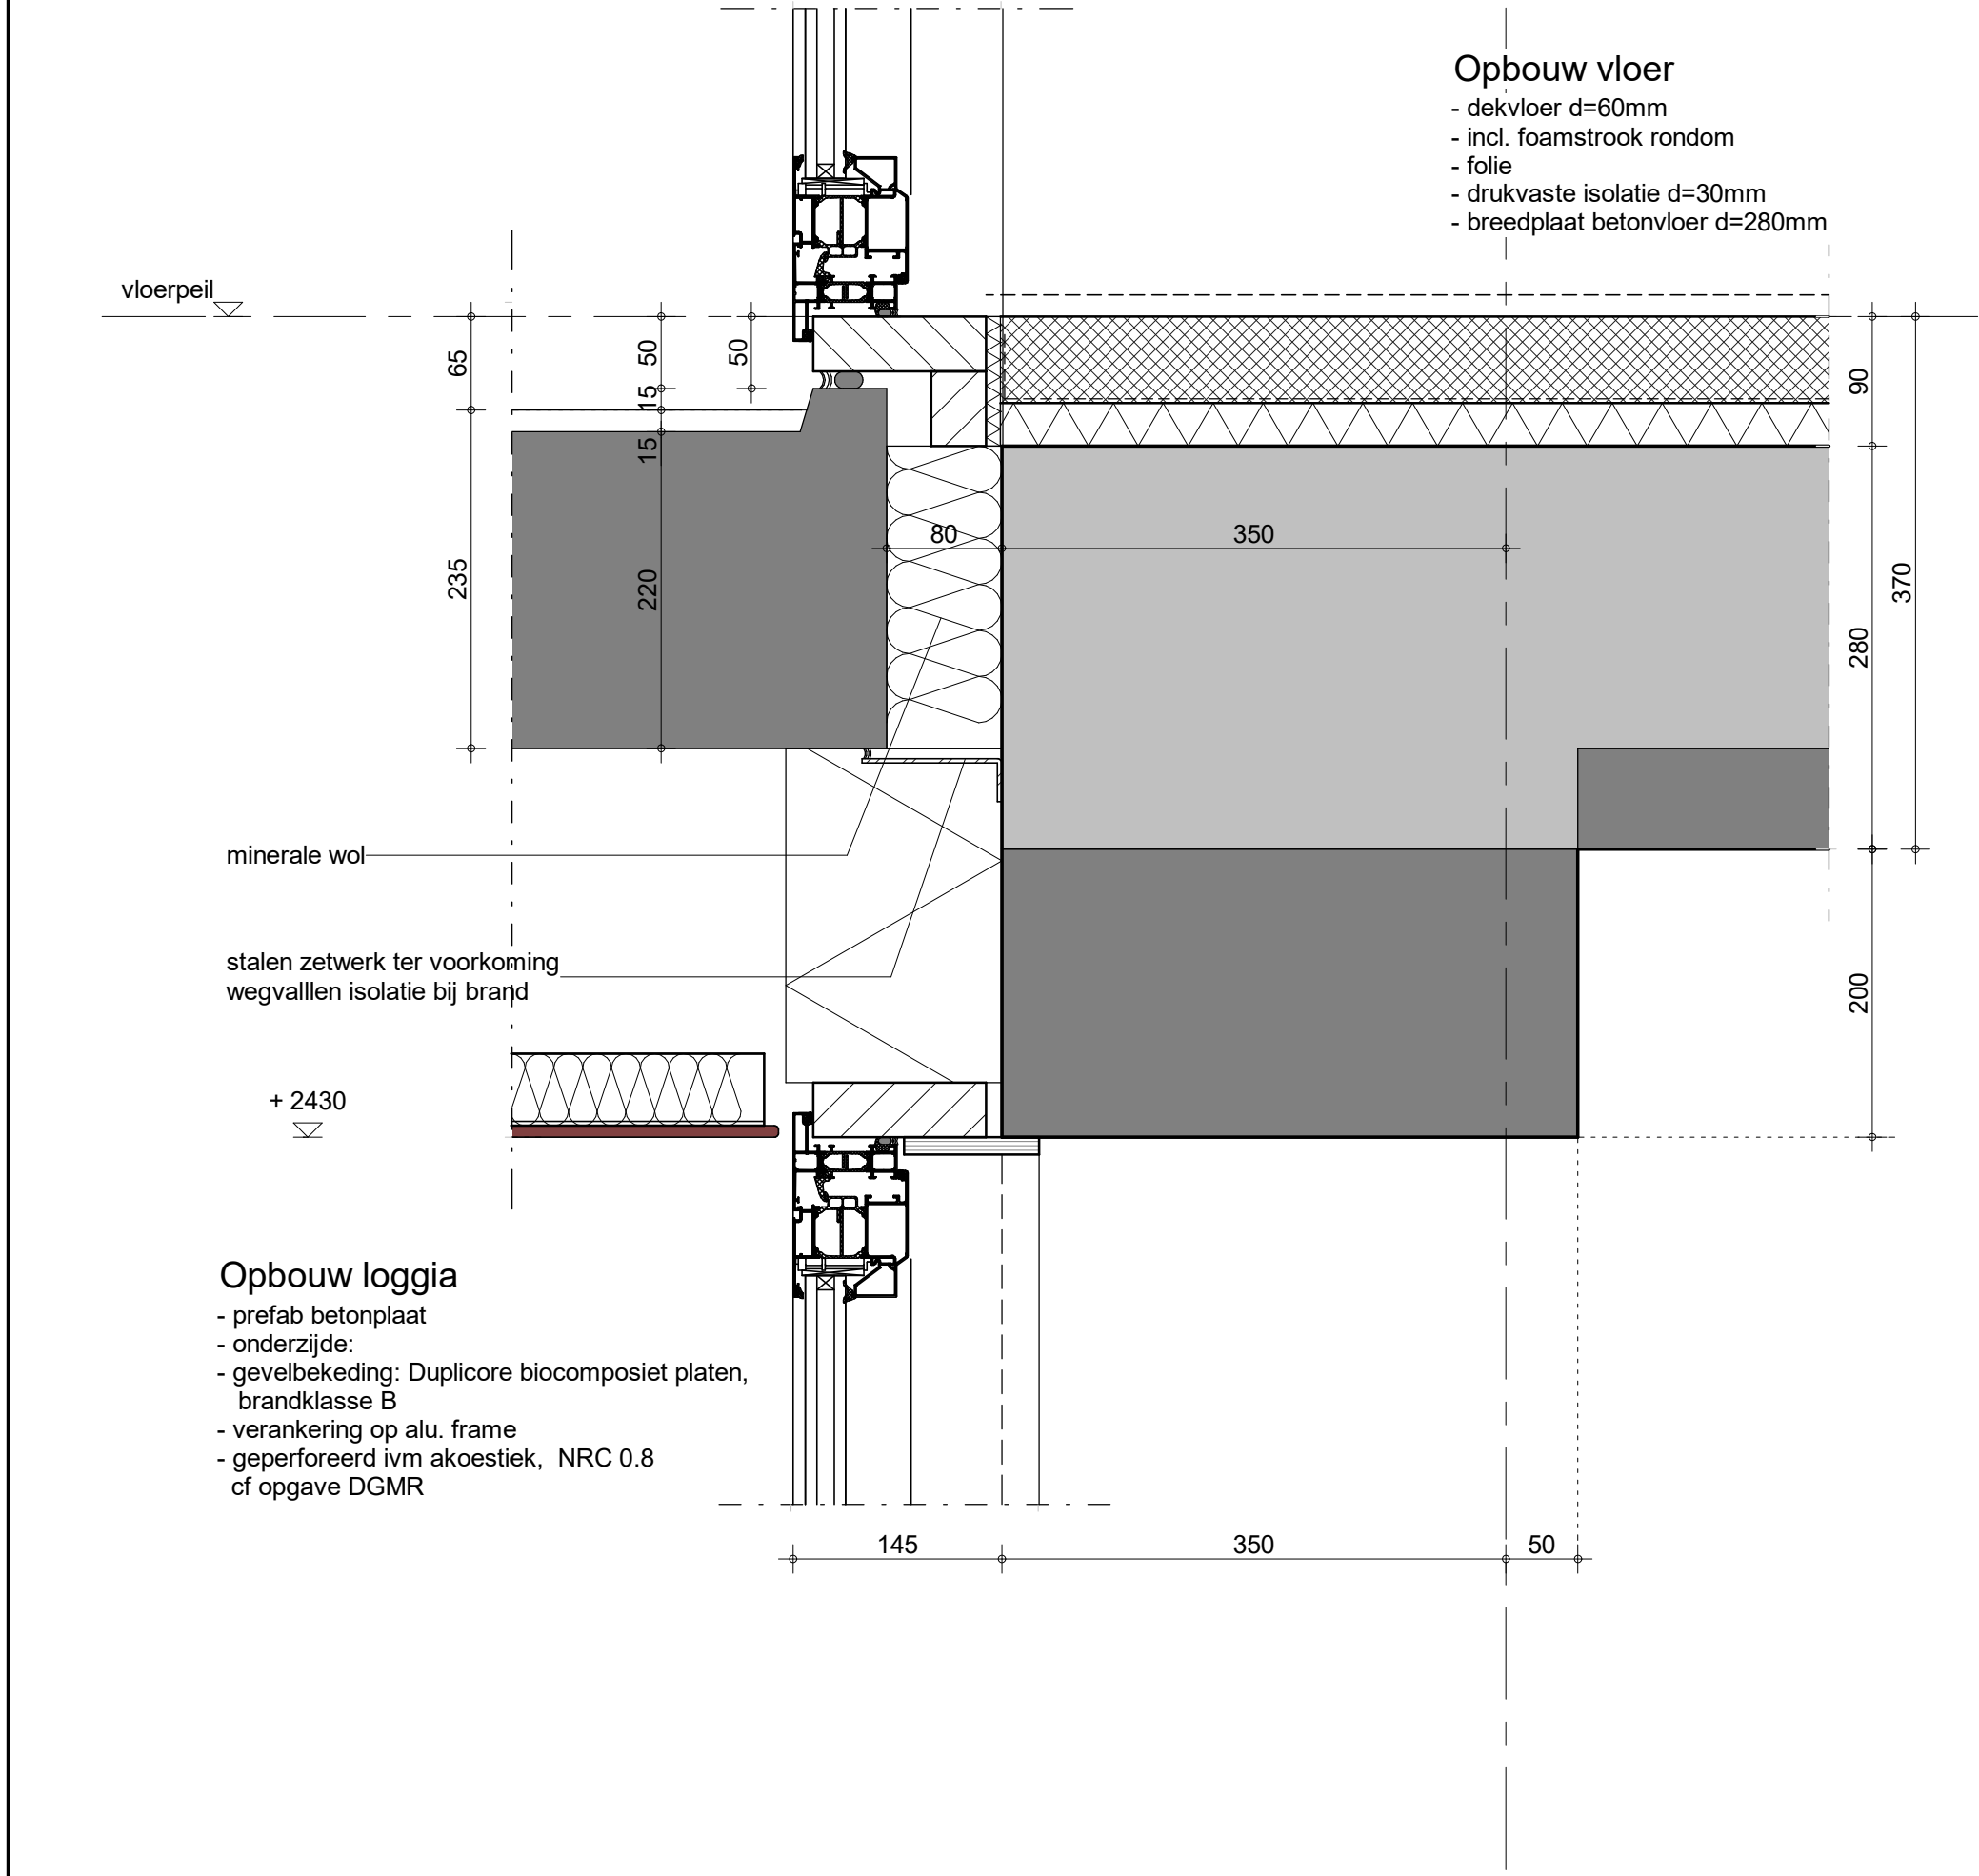 Opbouw vloer
- dekvloer d=60mm
- incl. foamstrook rondom
- folie
- drukvaste isolatie d=30mm
- breedplaat betonvloer d=280mm
vloerpeil
65
50
50
15
15
90
80
350
235
220
370
280
minerale wol
stalen zetwerk ter voorkoming
wegvalllen isolatie bij brand
200
+ 2430
Opbouw loggia
- prefab betonplaat
- onderzijde:
- gevelbekeding: Duplicore biocomposiet platen,
brandklasse B
- verankering op alu. frame
- geperforeerd ivm akoestiek, NRC 0.8
cf opgave DGMR
145
350
50